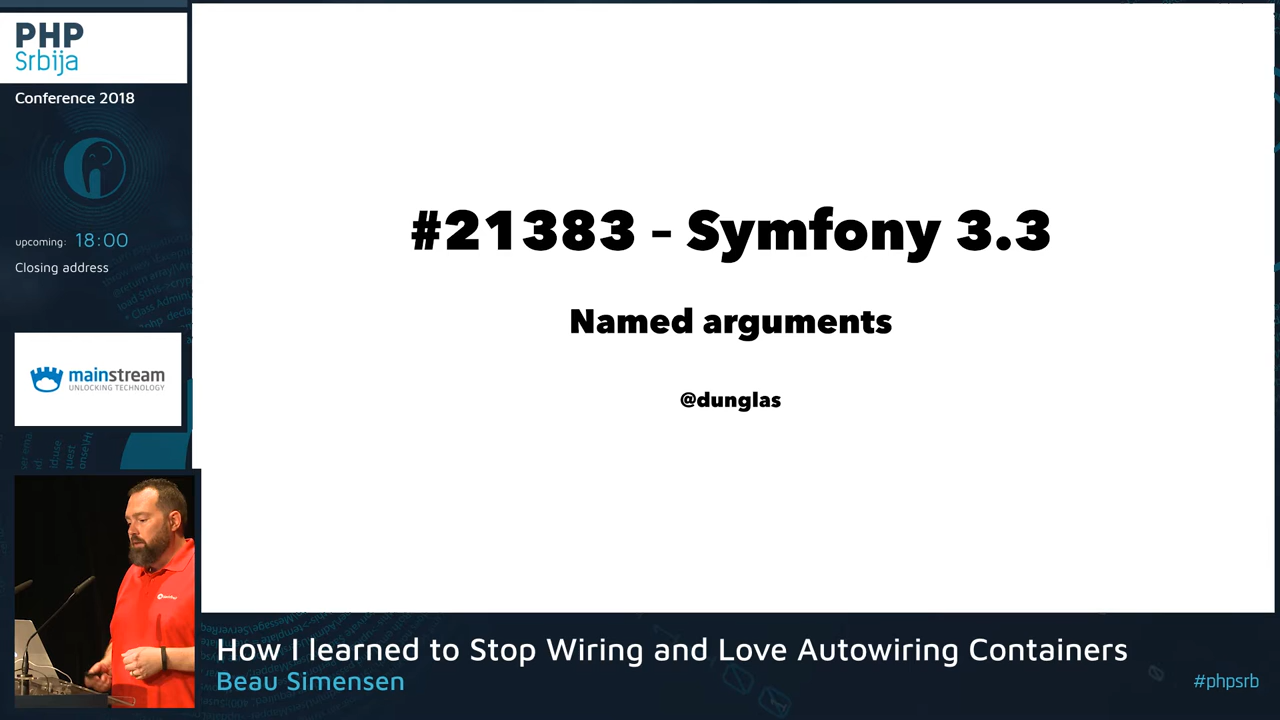 PHP
Srbija
Conference 2018
upcoming: 18:00
Closing address
mainstream
UNLOCKING TECHNOLOGY
#21383 – Symfony 3.3
Named arguments
@dunglas
How I learned to Stop Wiring and Love Autowiring Containers
Beau Simensen
#phpsrb